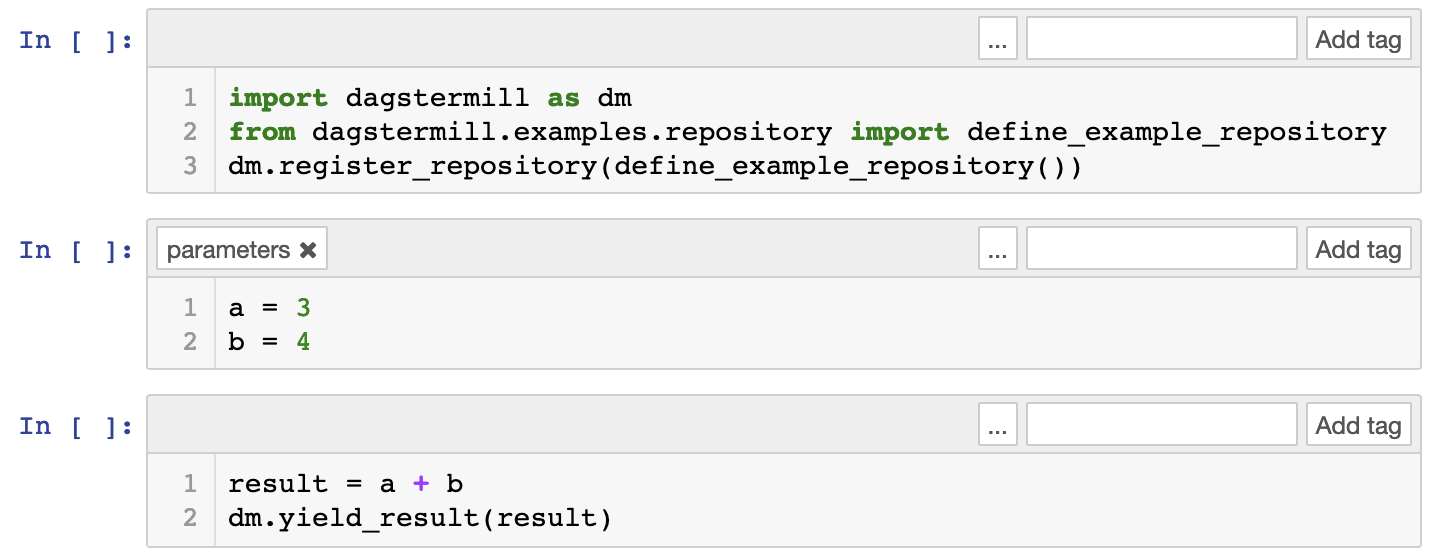 In [ ]:
... Add tag
1 import dagstermill as dm
2 from dagstermill.examples.repository import define_example_repository
3 dm.register_repository(define_example_repository())
In [ ]:
parameters ✖ ... Add tag
1 a = 3
2 b = 4
In [ ]:
... Add tag
1 result = a + b
2 dm.yield_result(result)